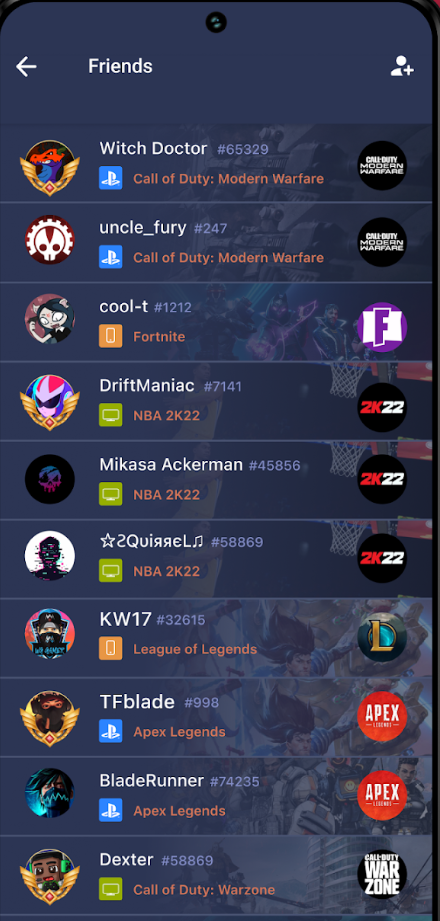 Friends
Witch Doctor #65329
Call of Duty: Modern Warfare
CALL·DUTY
MODERN
WARFARE
uncle_fury #247
Call of Duty: Modern Warfare
CALL·DUTY
MODERN
WARFARE
cool-t #1212
Fortnite
F
DriftManiac #7141
NBA 2K22
2K22
Mikasa Ackerman #45856
NBA 2K22
2K22
☆ƧQuiяяєL♫ #58869
NBA 2K22
2K22
KW17 #32615
League of Legends
L
TFblade #998
Apex Legends
APEX
LEGENDS
BladeRunner #74235
Apex Legends
APEX
LEGENDS
Dexter #58869
Call of Duty: Warzone
CALL·DUTY
WAR
ZONE